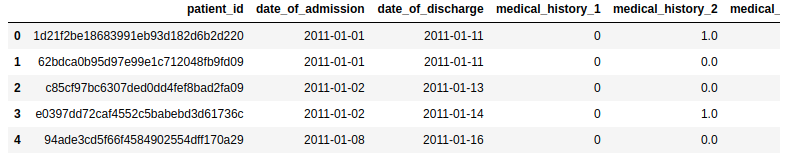 patient_id date_of_admission date_of_discharge medical_history_1 medical_history_2 medical_
0 1d21f2be18683991eb93d182d6b2d220 2011-01-01 2011-01-11 0 1.0
1 62bdca0b95d97e99e1c712048fb9fd09 2011-01-01 2011-01-11 0 0.0
2 c85cf97bc6307ded0dd4fef8bad2fa09 2011-01-02 2011-01-13 0 0.0
3 e0397dd72caf4552c5babebd3d61736c 2011-01-02 2011-01-14 0 1.0
4 94ade3cd5f66f4584902554dff170a29 2011-01-08 2011-01-16 0 0.0